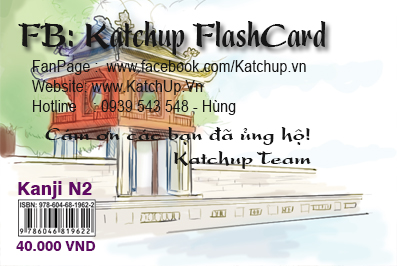 FB: Katchup FlashCard
FanPage : www.facebook.com/Katchup.vn
Website: www.KatchUp.Vn
Hotline : 0939 543 548 - Hùng
Cám ơn các bạn đã ủng hộ!
Katchup Team
Kanji N2
ISBN: 978-604-68-1962-2
9 786046 819622
40.000 VND